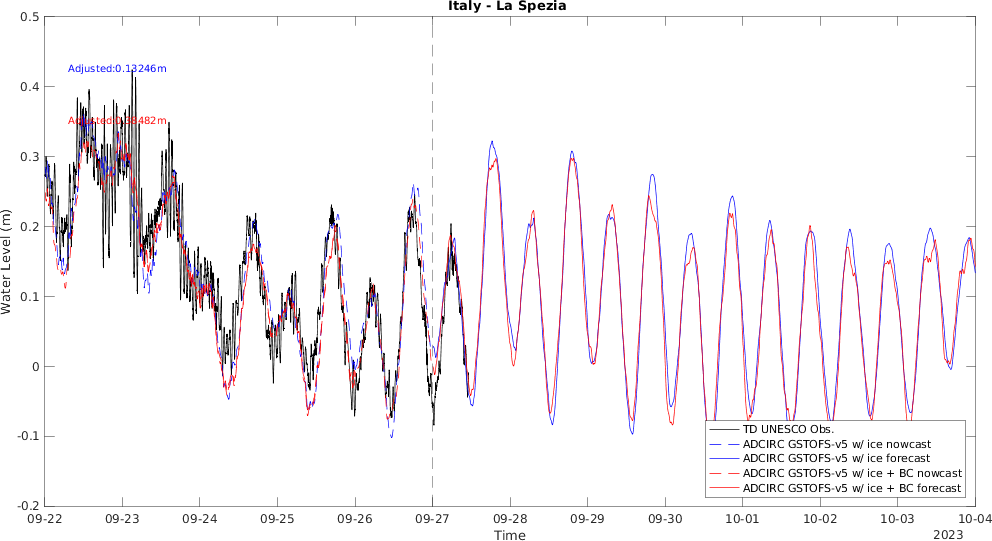 Italy - La Spezia
Water Level (m)
0.5
0.4
0.3
0.2
0.1
0
-0.1
-0.2
Adjusted:0.13246m
TD UNESCO Obs.
ADCIRC GSTOFS-v5 w/ ice nowcast
ADCIRC GSTOFS-v5 w/ ice forecast
ADCIRC GSTOFS-v5 w/ ice + BC nowcast
ADCIRC GSTOFS-v5 w/ ice + BC forecast
09-22 09-23 09-24 09-25 09-26 09-27 09-28 09-29 09-30 10-01 10-02 10-03 10-04
Time
2023